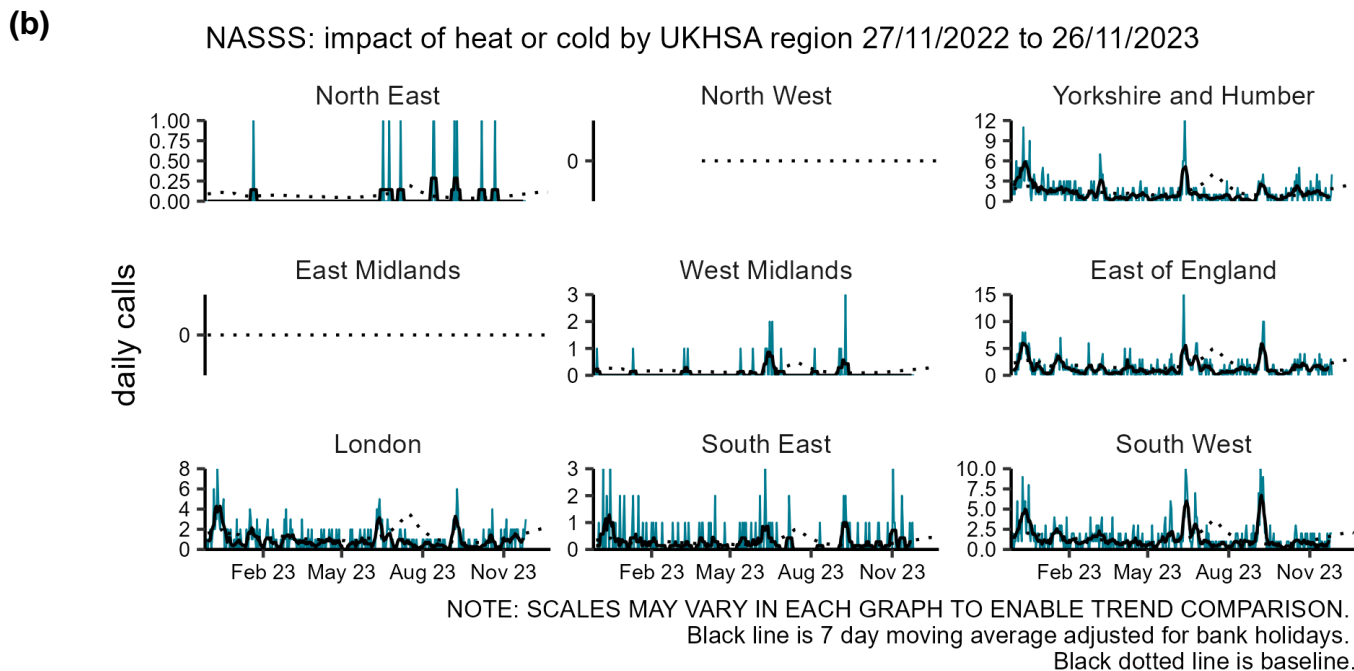 (b)
NASSS: impact of heat or cold by UKHSA region 27/11/2022 to 26/11/2023
daily calls
North East
1.00
0.75
0.50
0.25
0.00
North West
0
Yorkshire and Humber
12
9
6
3
0
East Midlands
0
West Midlands
3
2
1
0
East of England
15
10
5
0
London
8
6
4
2
0
Feb 23 May 23 Aug 23 Nov 23
South East
3
2
1
0
Feb 23 May 23 Aug 23 Nov 23
South West
10.0
7.5
5.0
2.5
0.0
Feb 23 May 23 Aug 23 Nov 23
NOTE: SCALES MAY VARY IN EACH GRAPH TO ENABLE TREND COMPARISON.
Black line is 7 day moving average adjusted for bank holidays.
Black dotted line is baseline.